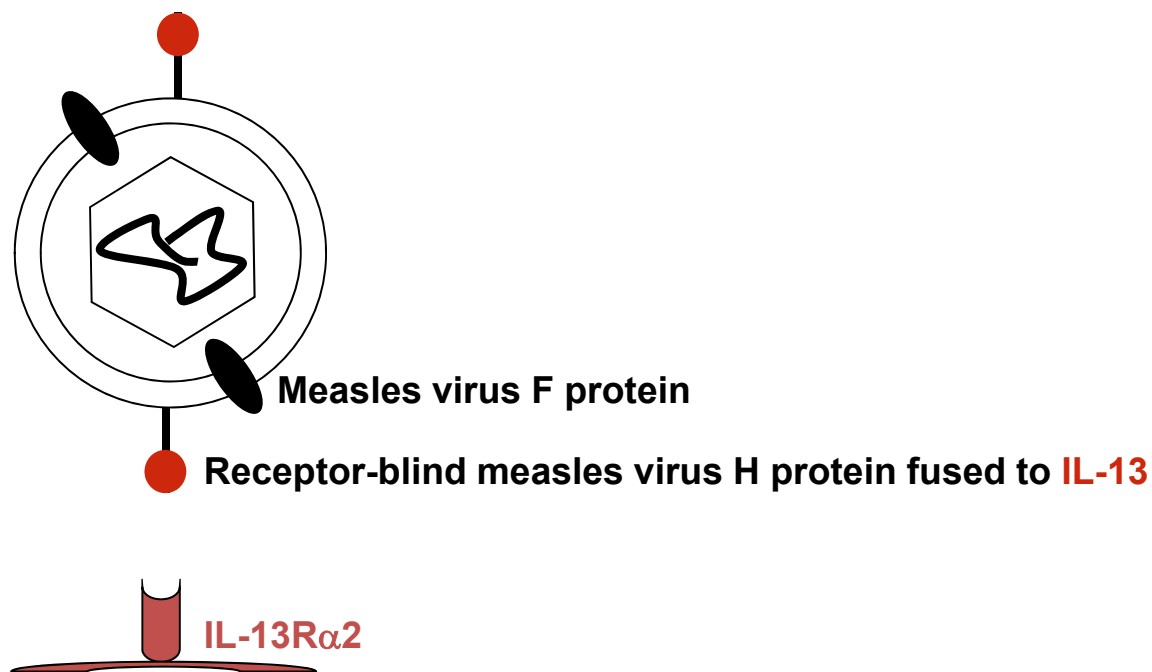 Measles virus F protein
Receptor-blind measles virus H protein fused to IL-13
IL-13Rα2